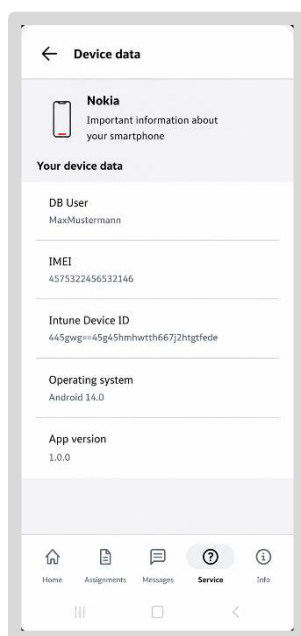 Device data
Nokia
Important information about
your smartphone
Your device data
DB User
MaxMustermann
IMEI
4575322456532146
Intune Device ID
445gwg==45g45hmhwtth667j2htgtfede
Operating system
Android 14.0
App version
1.0.0
Home Assignments Messages Service Info